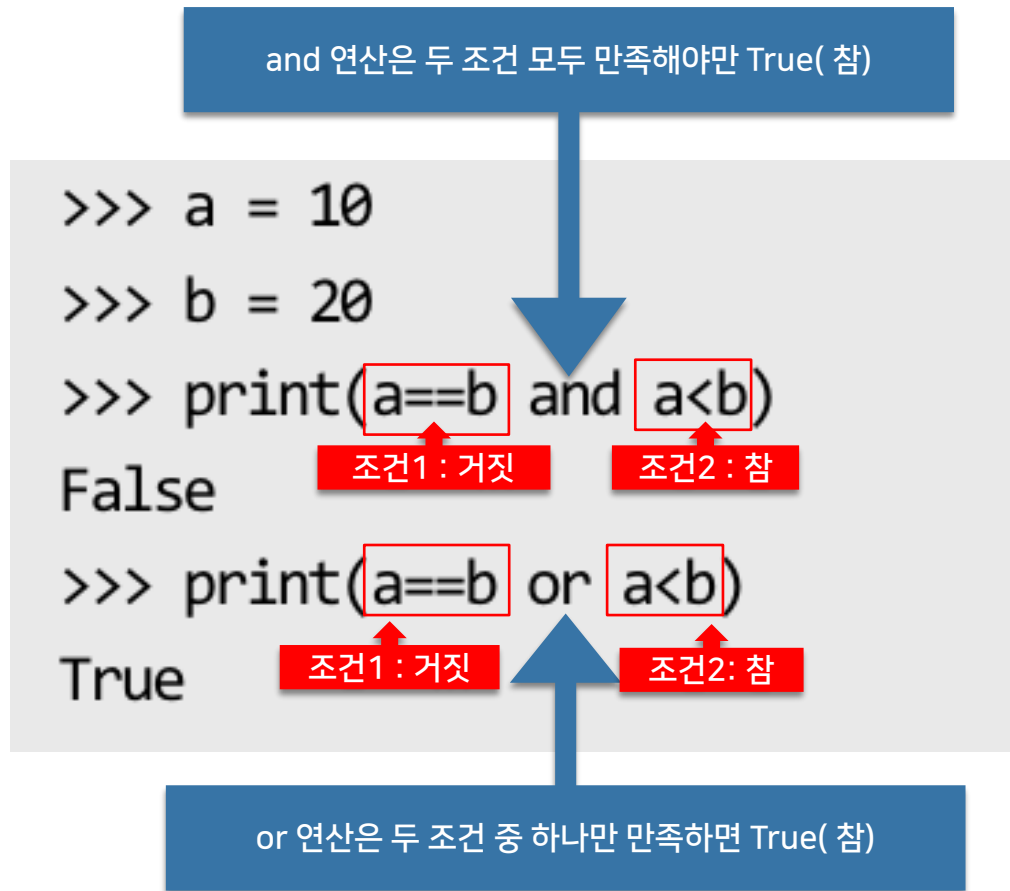 and 연산은 두 조건 모두 만족해야만 True( 참)
>>> a = 10
>>> b = 20
>>> print(a==b and a<b)
조건1 : 거짓 조건2 : 참
False
>>> print(a==b or a<b)
조건1 : 거짓 조건2: 참
True
or 연산은 두 조건 중 하나만 만족하면 True( 참)